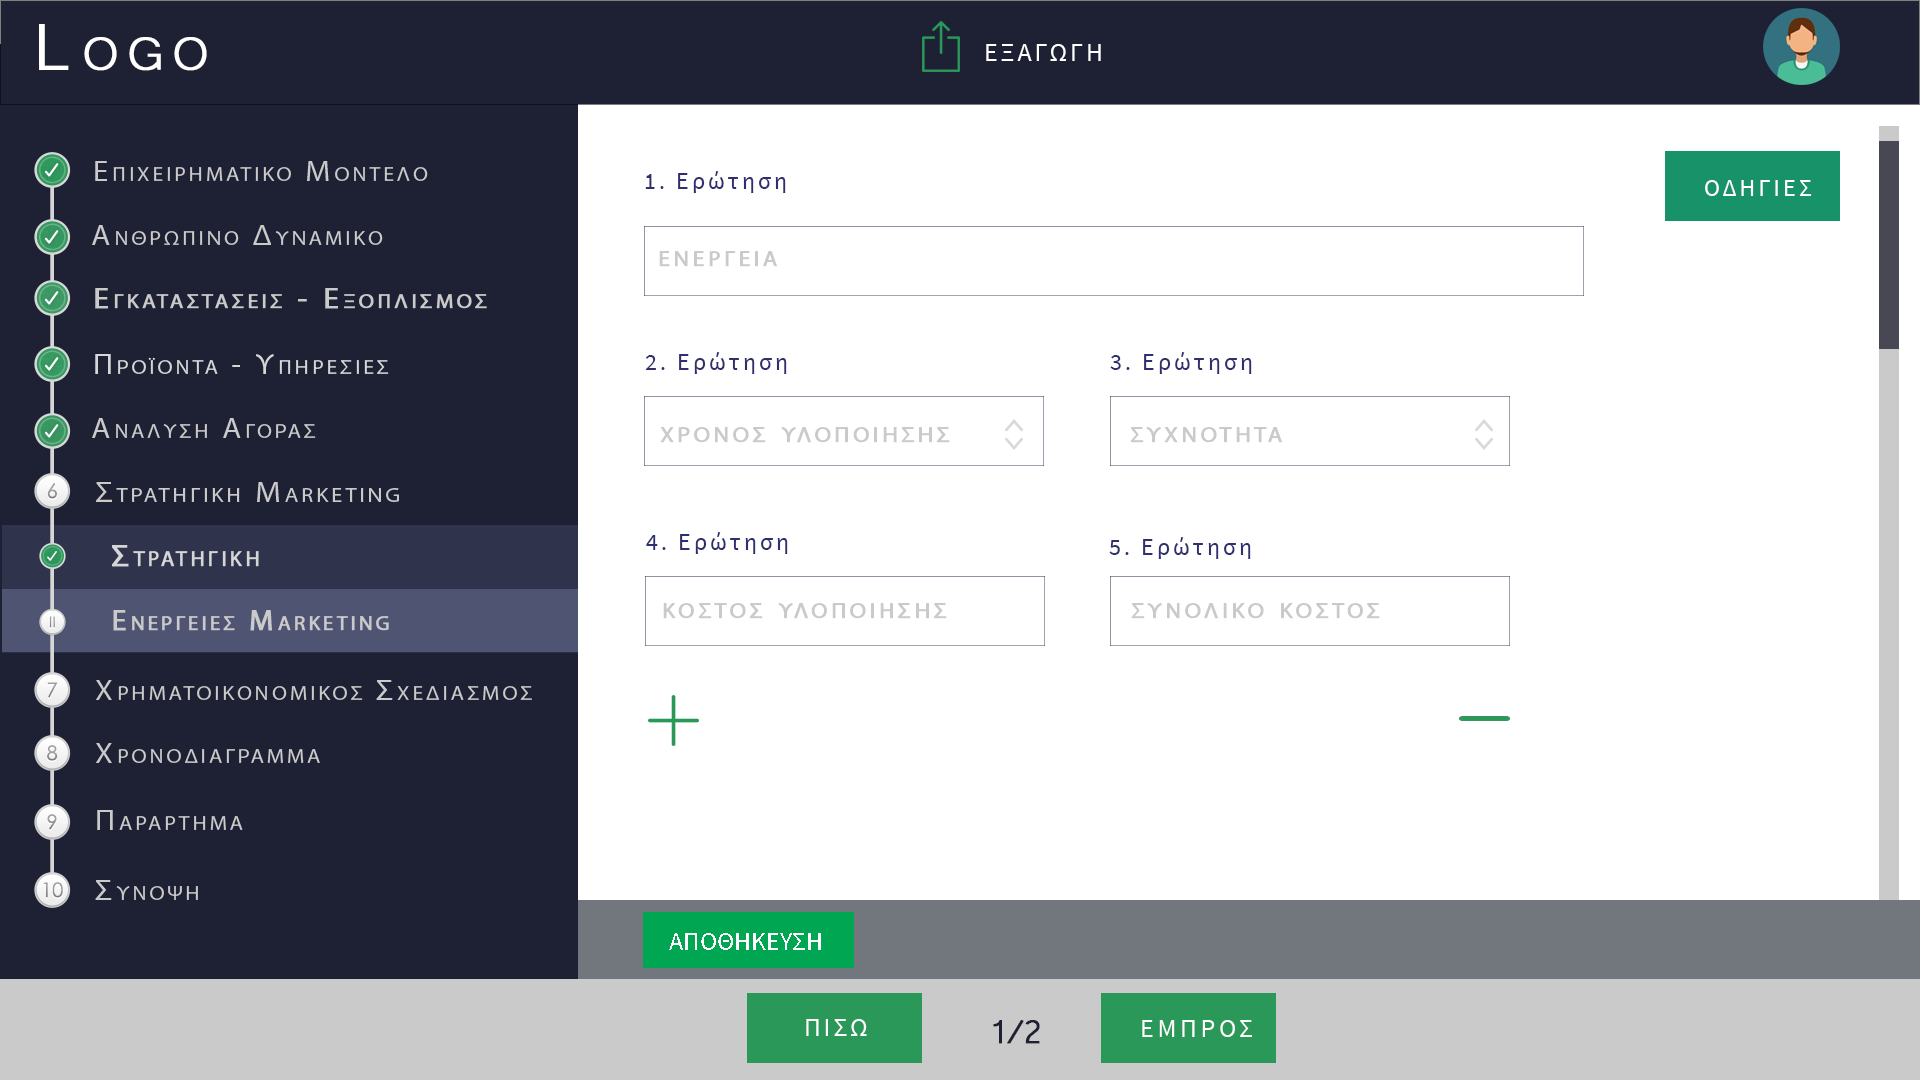 LOGO
ΕΞΑΓΩΓΗ
ΕΠΙΧΕΙΡΗΜΑΤΙΚΟ ΜΟΝΤΕΛΟ
ΑΝΘΡΩΠΙΝΟ ΔΥΝΑΜΙΚΟ
ΕΓΚΑΤΑΣΤΑΣΕΙΣ - ΕΞΟΠΛΙΣΜΟΣ
ΠΡΟΪΟΝΤΑ - ΥΠΗΡΕΣΙΕΣ
ΑΝΑΛΥΣΗ ΑΓΟΡΑΣ
6 ΣΤΡΑΤΗΓΙΚΗ MARKETING
ΣΤΡΑΤΗΓΙΚΗ
II ΕΝΕΡΓΕΙΕΣ MARKETING
7 ΧΡΗΜΑΤΟΙΚΟΝΟΜΙΚΟΣ ΣΧΕΔΙΑΣΜΟΣ
8 ΧΡΟΝΟΔΙΑΓΡΑΜΜΑ
9 ΠΑΡΑΡΤΗΜΑ
10 ΣΥΝΟΨΗ
1. Ερώτηση
ΟΔΗΓΙΕΣ
ΕΝΕΡΓΕΙΑ
2. Ερώτηση
3. Ερώτηση
ΧΡΟΝΟΣ ΥΛΟΠΟΙΗΣΗΣ
ΣΥΧΝΟΤΗΤΑ
4. Ερώτηση
5. Ερώτηση
ΚΟΣΤΟΣ ΥΛΟΠΟΙΗΣΗΣ
ΣΥΝΟΛΙΚΟ ΚΟΣΤΟΣ
ΑΠΟΘΗΚΕΥΣΗ
ΠΙΣΩ
1/2
ΕΜΠΡΟΣ